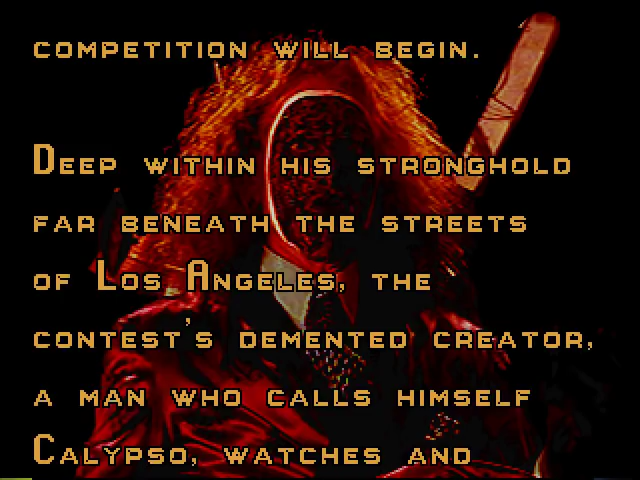 COMPETITION WILL BEGIN.
DEEP WITHIN HIS STRONGHOLD
FAR BENEATH THE STREETS
OF LOS ANGELES, THE
CONTEST'S DEMENTED CREATOR,
A MAN WHO CALLS HIMSELF
CALYPSO, WATCHES AND